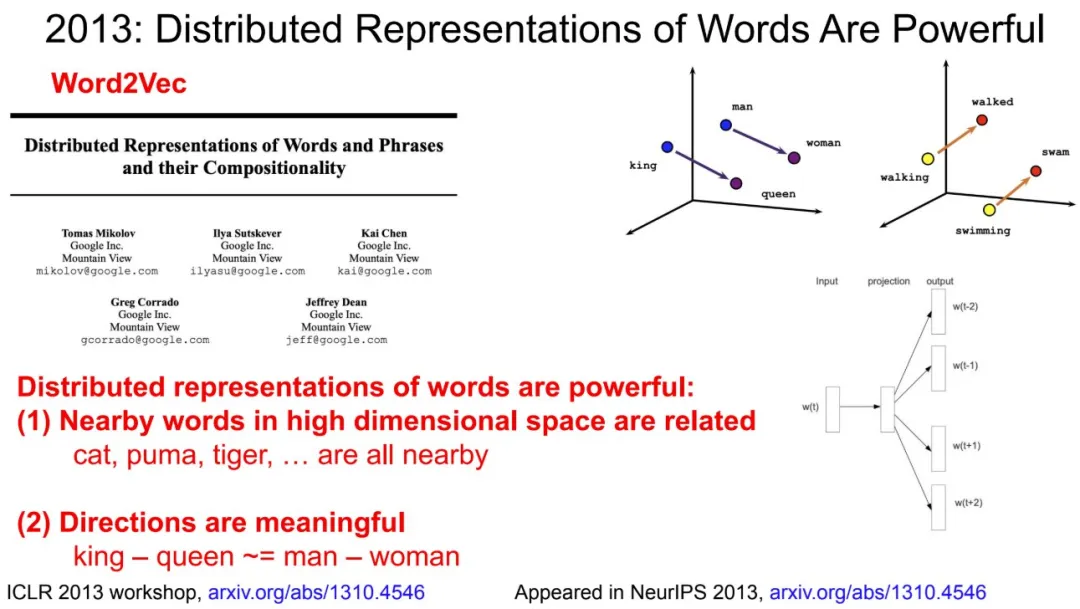 2013: Distributed Representations of Words Are Powerful
Word2Vec
Distributed Representations of Words and Phrases
and their Compositionality
Tomas Mikolov
Google Inc.
Mountain View
mikolov@google.com
Ilya Sutskever
Google Inc.
Mountain View
ilyasu@google.com
Kai Chen
Google Inc.
Mountain View
kai@google.com
Greg Corrado
Google Inc.
Mountain View
gcorrado@google.com
Jeffrey Dean
Google Inc.
Mountain View
jeff@google.com
man
woman
king
queen
walked
swam
walking
swimming
Input
projection
output
w(t-2)
w(t-1)
w(t)
w(t+1)
w(t+2)
Distributed representations of words are powerful:
(1) Nearby words in high dimensional space are related
cat, puma, tiger, … are all nearby
(2) Directions are meaningful
king – queen ~= man – woman
ICLR 2013 workshop, arxiv.org/abs/1310.4546
Appeared in NeurIPS 2013, arxiv.org/abs/1310.4546